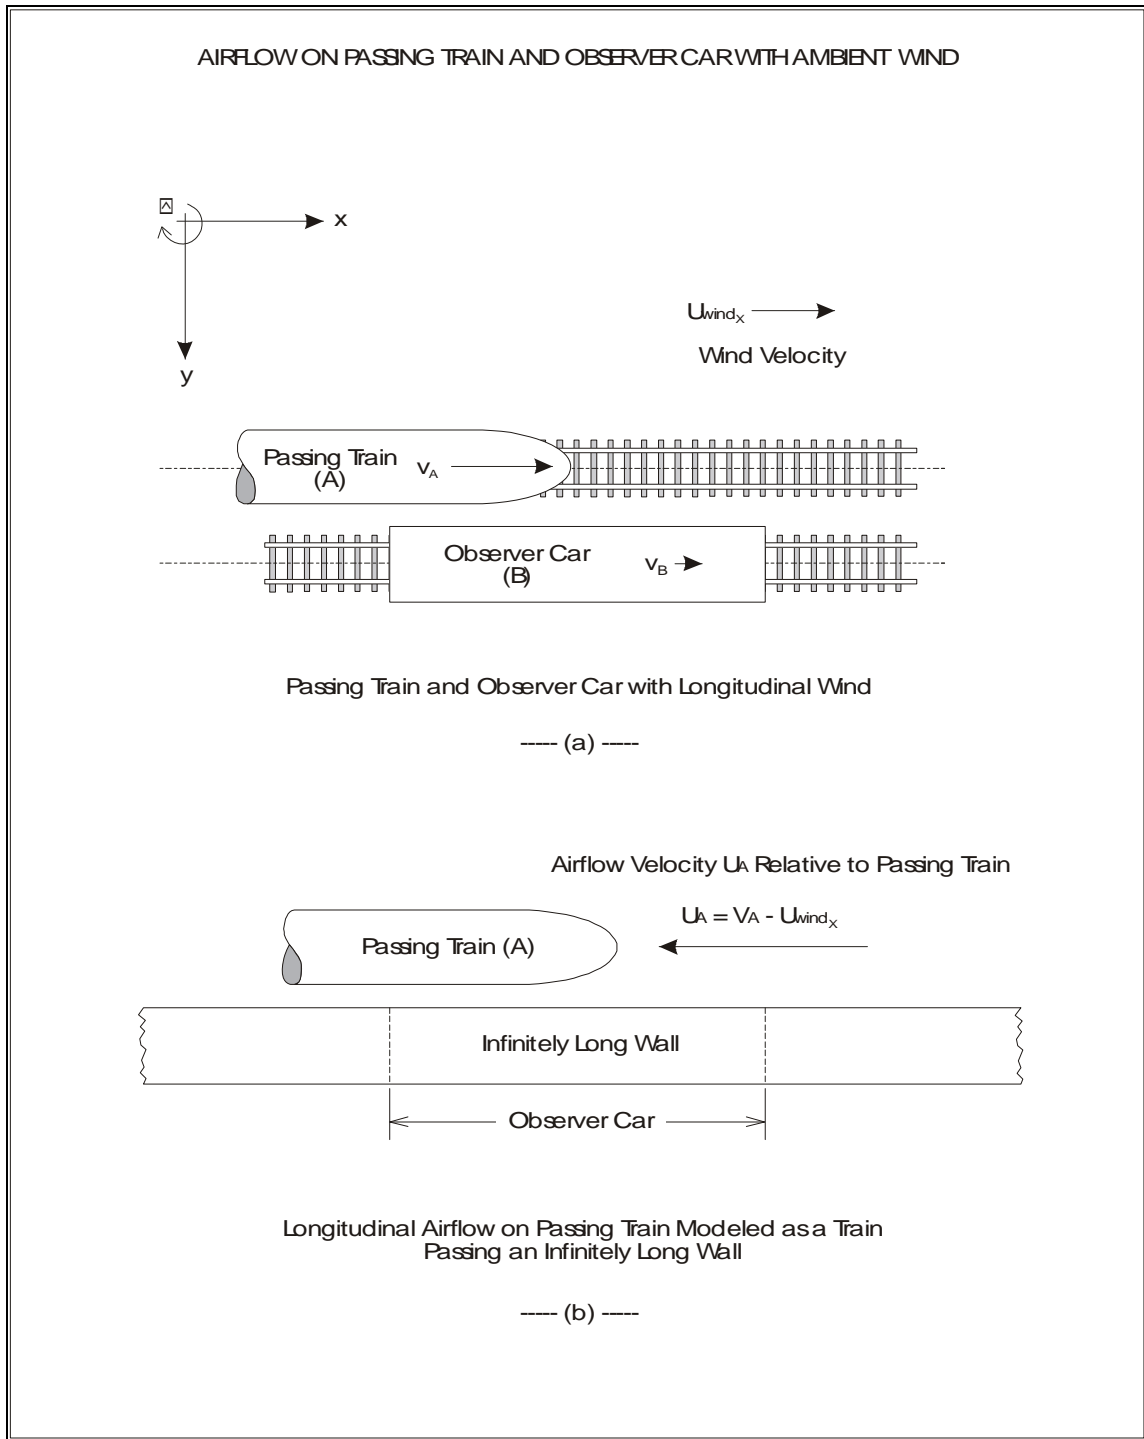 AIRFLOW ON PASSING TRAIN AND OBSERVER CAR WITH AMBIENT WIND
x
y
Uwindx
Wind Velocity
Passing Train
(A)
vA
Observer Car
(B)
vB
Passing Train and Observer Car with Longitudinal Wind
----- (a) -----
Airflow Velocity UA Relative to Passing Train
UA = VA - Uwindx
Passing Train (A)
Infinitely Long Wall
Observer Car
Longitudinal Airflow on Passing Train Modeled as a Train
Passing an Infinitely Long Wall
----- (b) -----